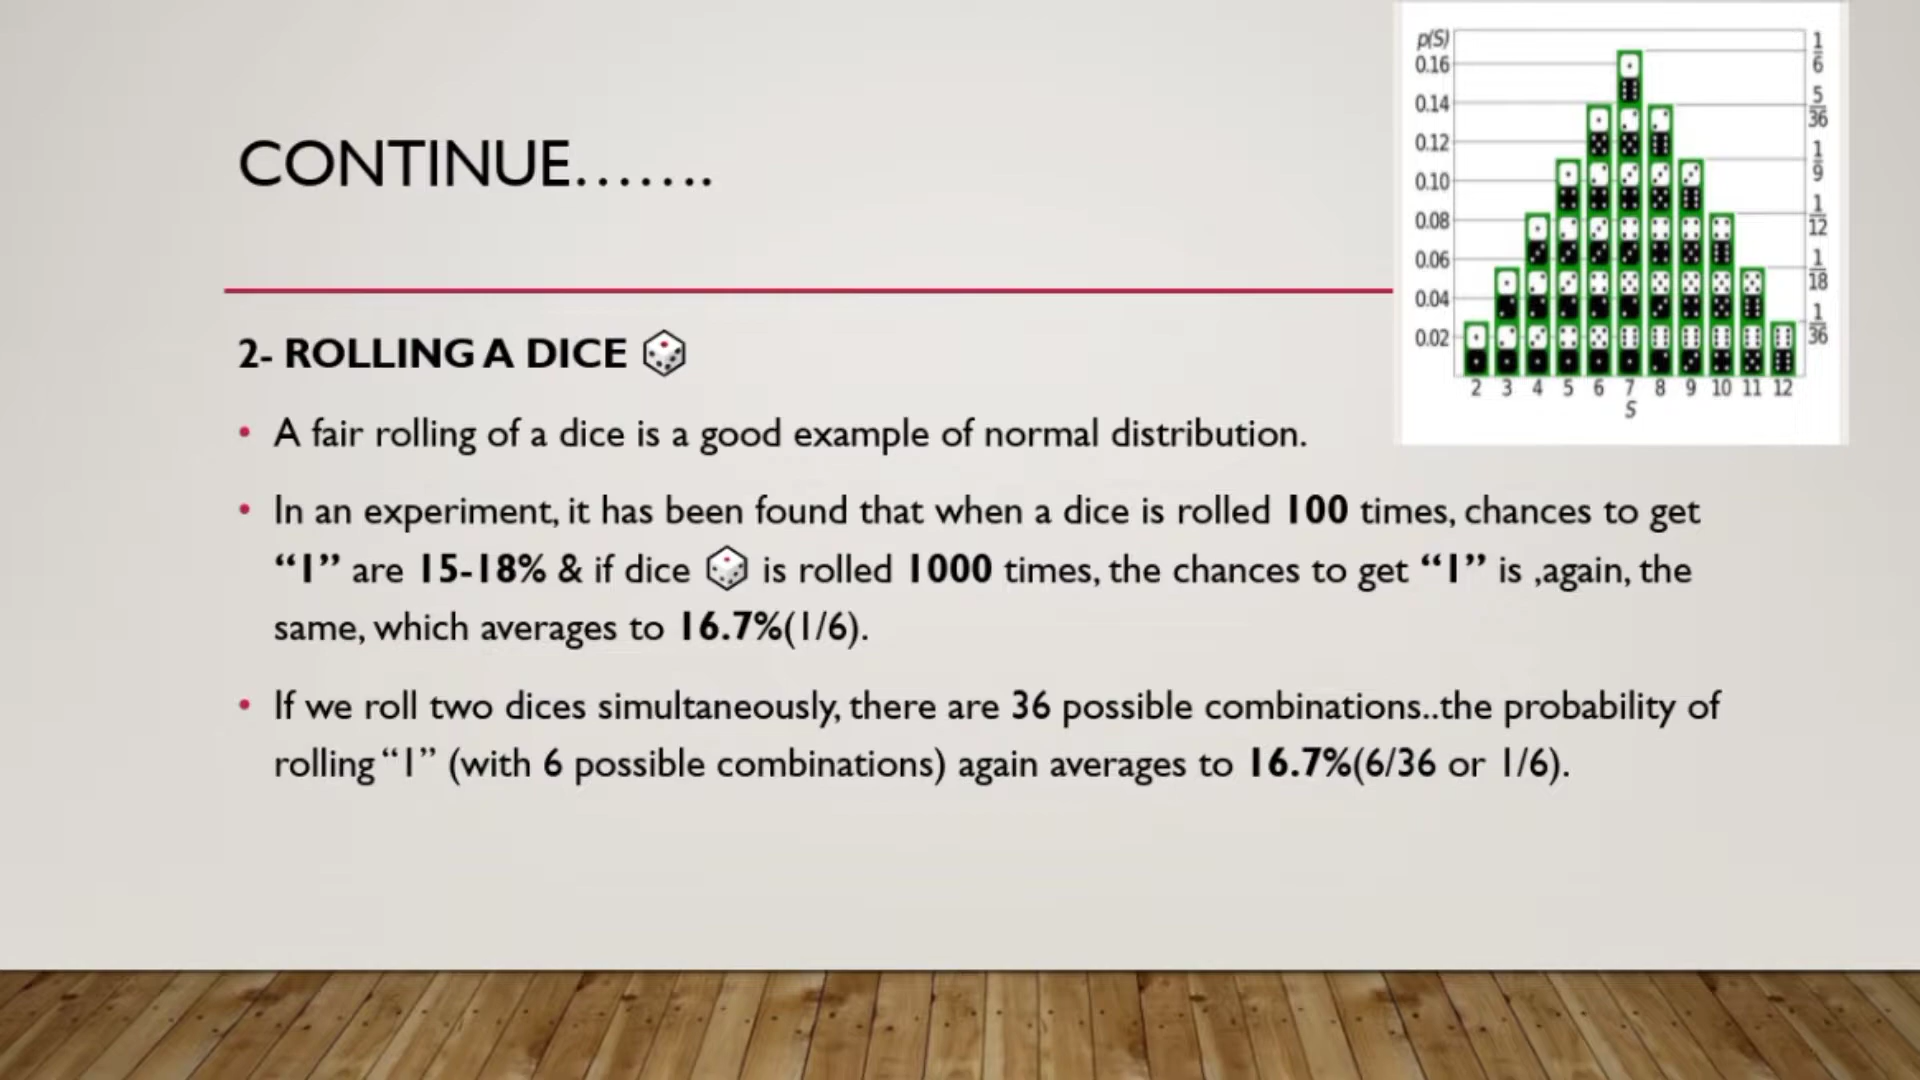 CONTINUE.......
p(S)
0.16
0.14
0.12
0.10
0.08
0.06
0.04
0.02
1/6
5/36
1/9
1/12
1/18
1/36
2 3 4 5 6 7 8 9 10 11 12
S
2- ROLLING A DICE 🎲
• A fair rolling of a dice is a good example of normal distribution.
• In an experiment, it has been found that when a dice is rolled 100 times, chances to get
“1” are 15-18% & if dice 🎲 is rolled 1000 times, the chances to get “1” is ,again, the
same, which averages to 16.7%(1/6).
• If we roll two dices simultaneously, there are 36 possible combinations..the probability of
rolling “1” (with 6 possible combinations) again averages to 16.7%(6/36 or 1/6).